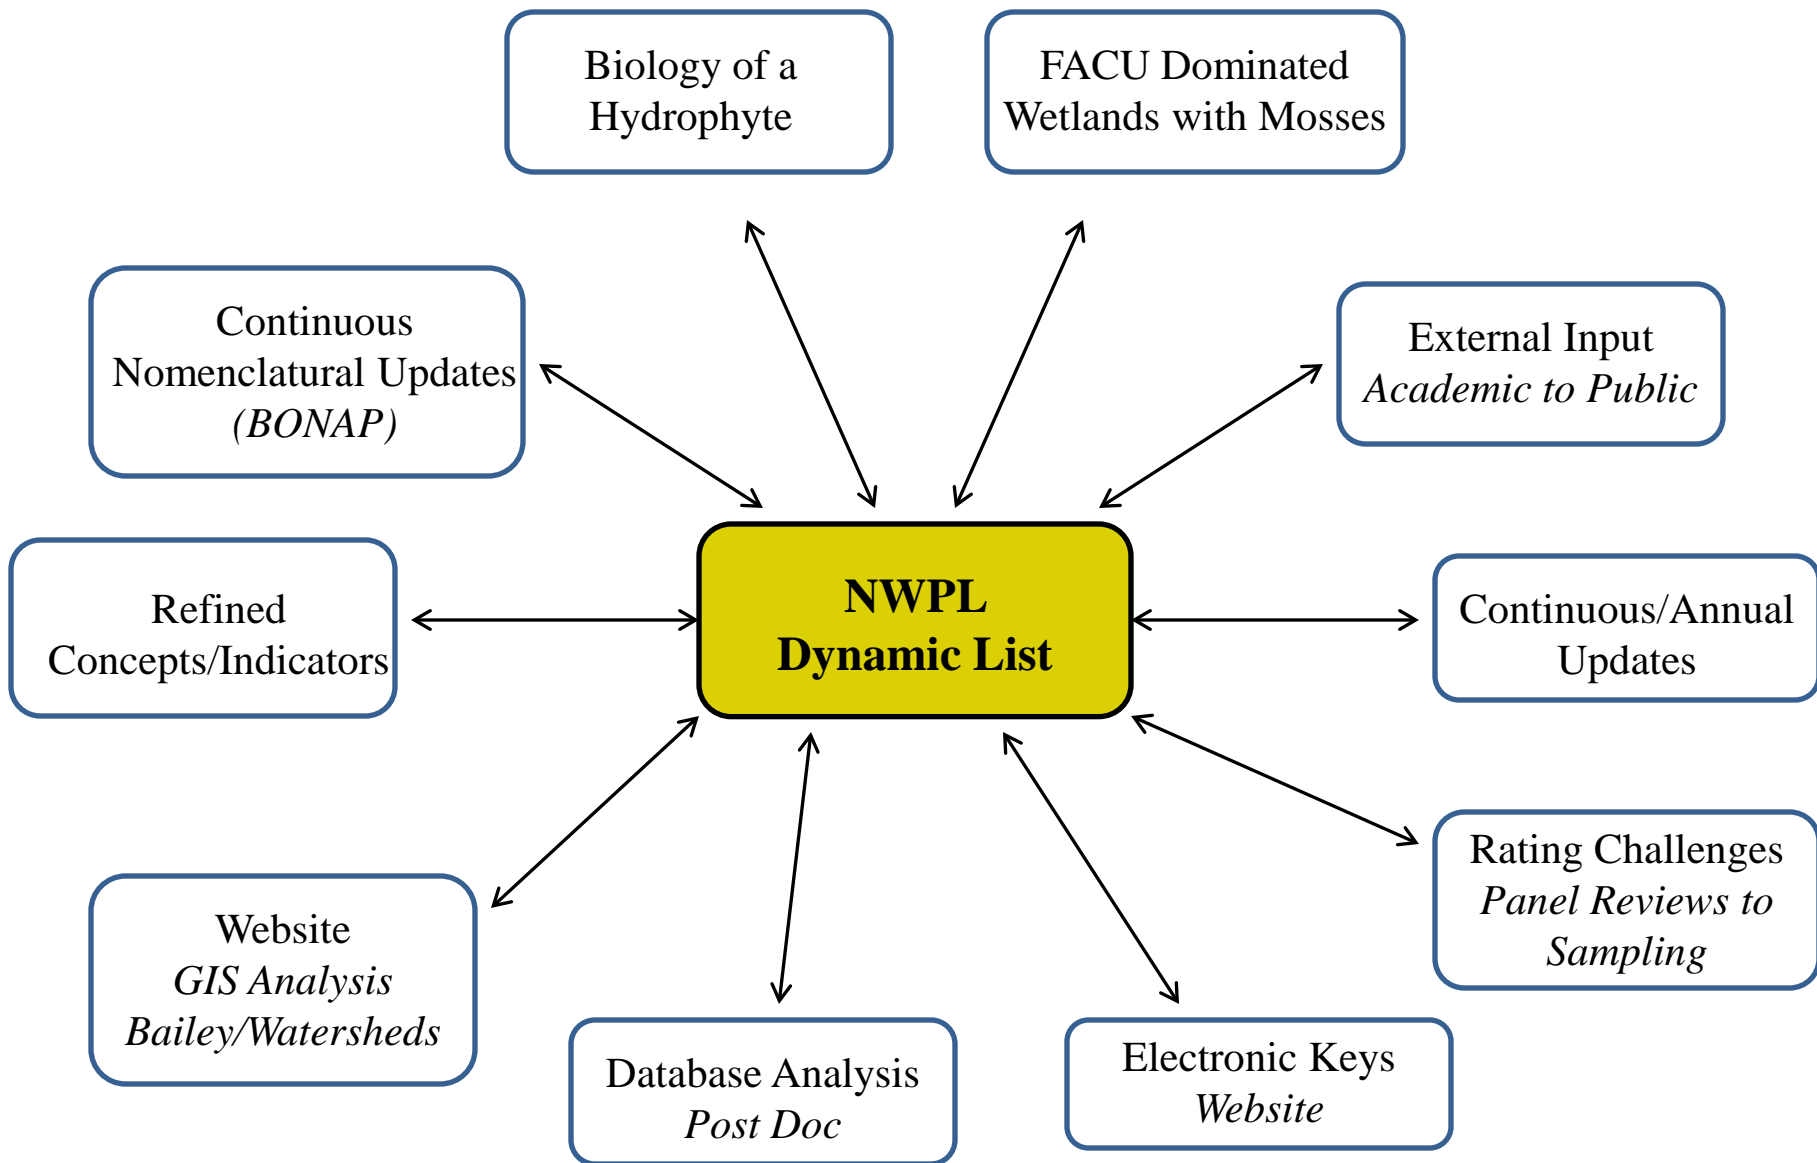 Biology of a
Hydrophyte
FACU Dominated
Wetlands with Mosses
Continuous
Nomenclatural Updates
(BONAP)
External Input
Academic to Public
Refined
Concepts/Indicators
NWPL
Dynamic List
Continuous/Annual
Updates
Website
GIS Analysis
Bailey/Watersheds
Database Analysis
Post Doc
Electronic Keys
Website
Rating Challenges
Panel Reviews to
Sampling